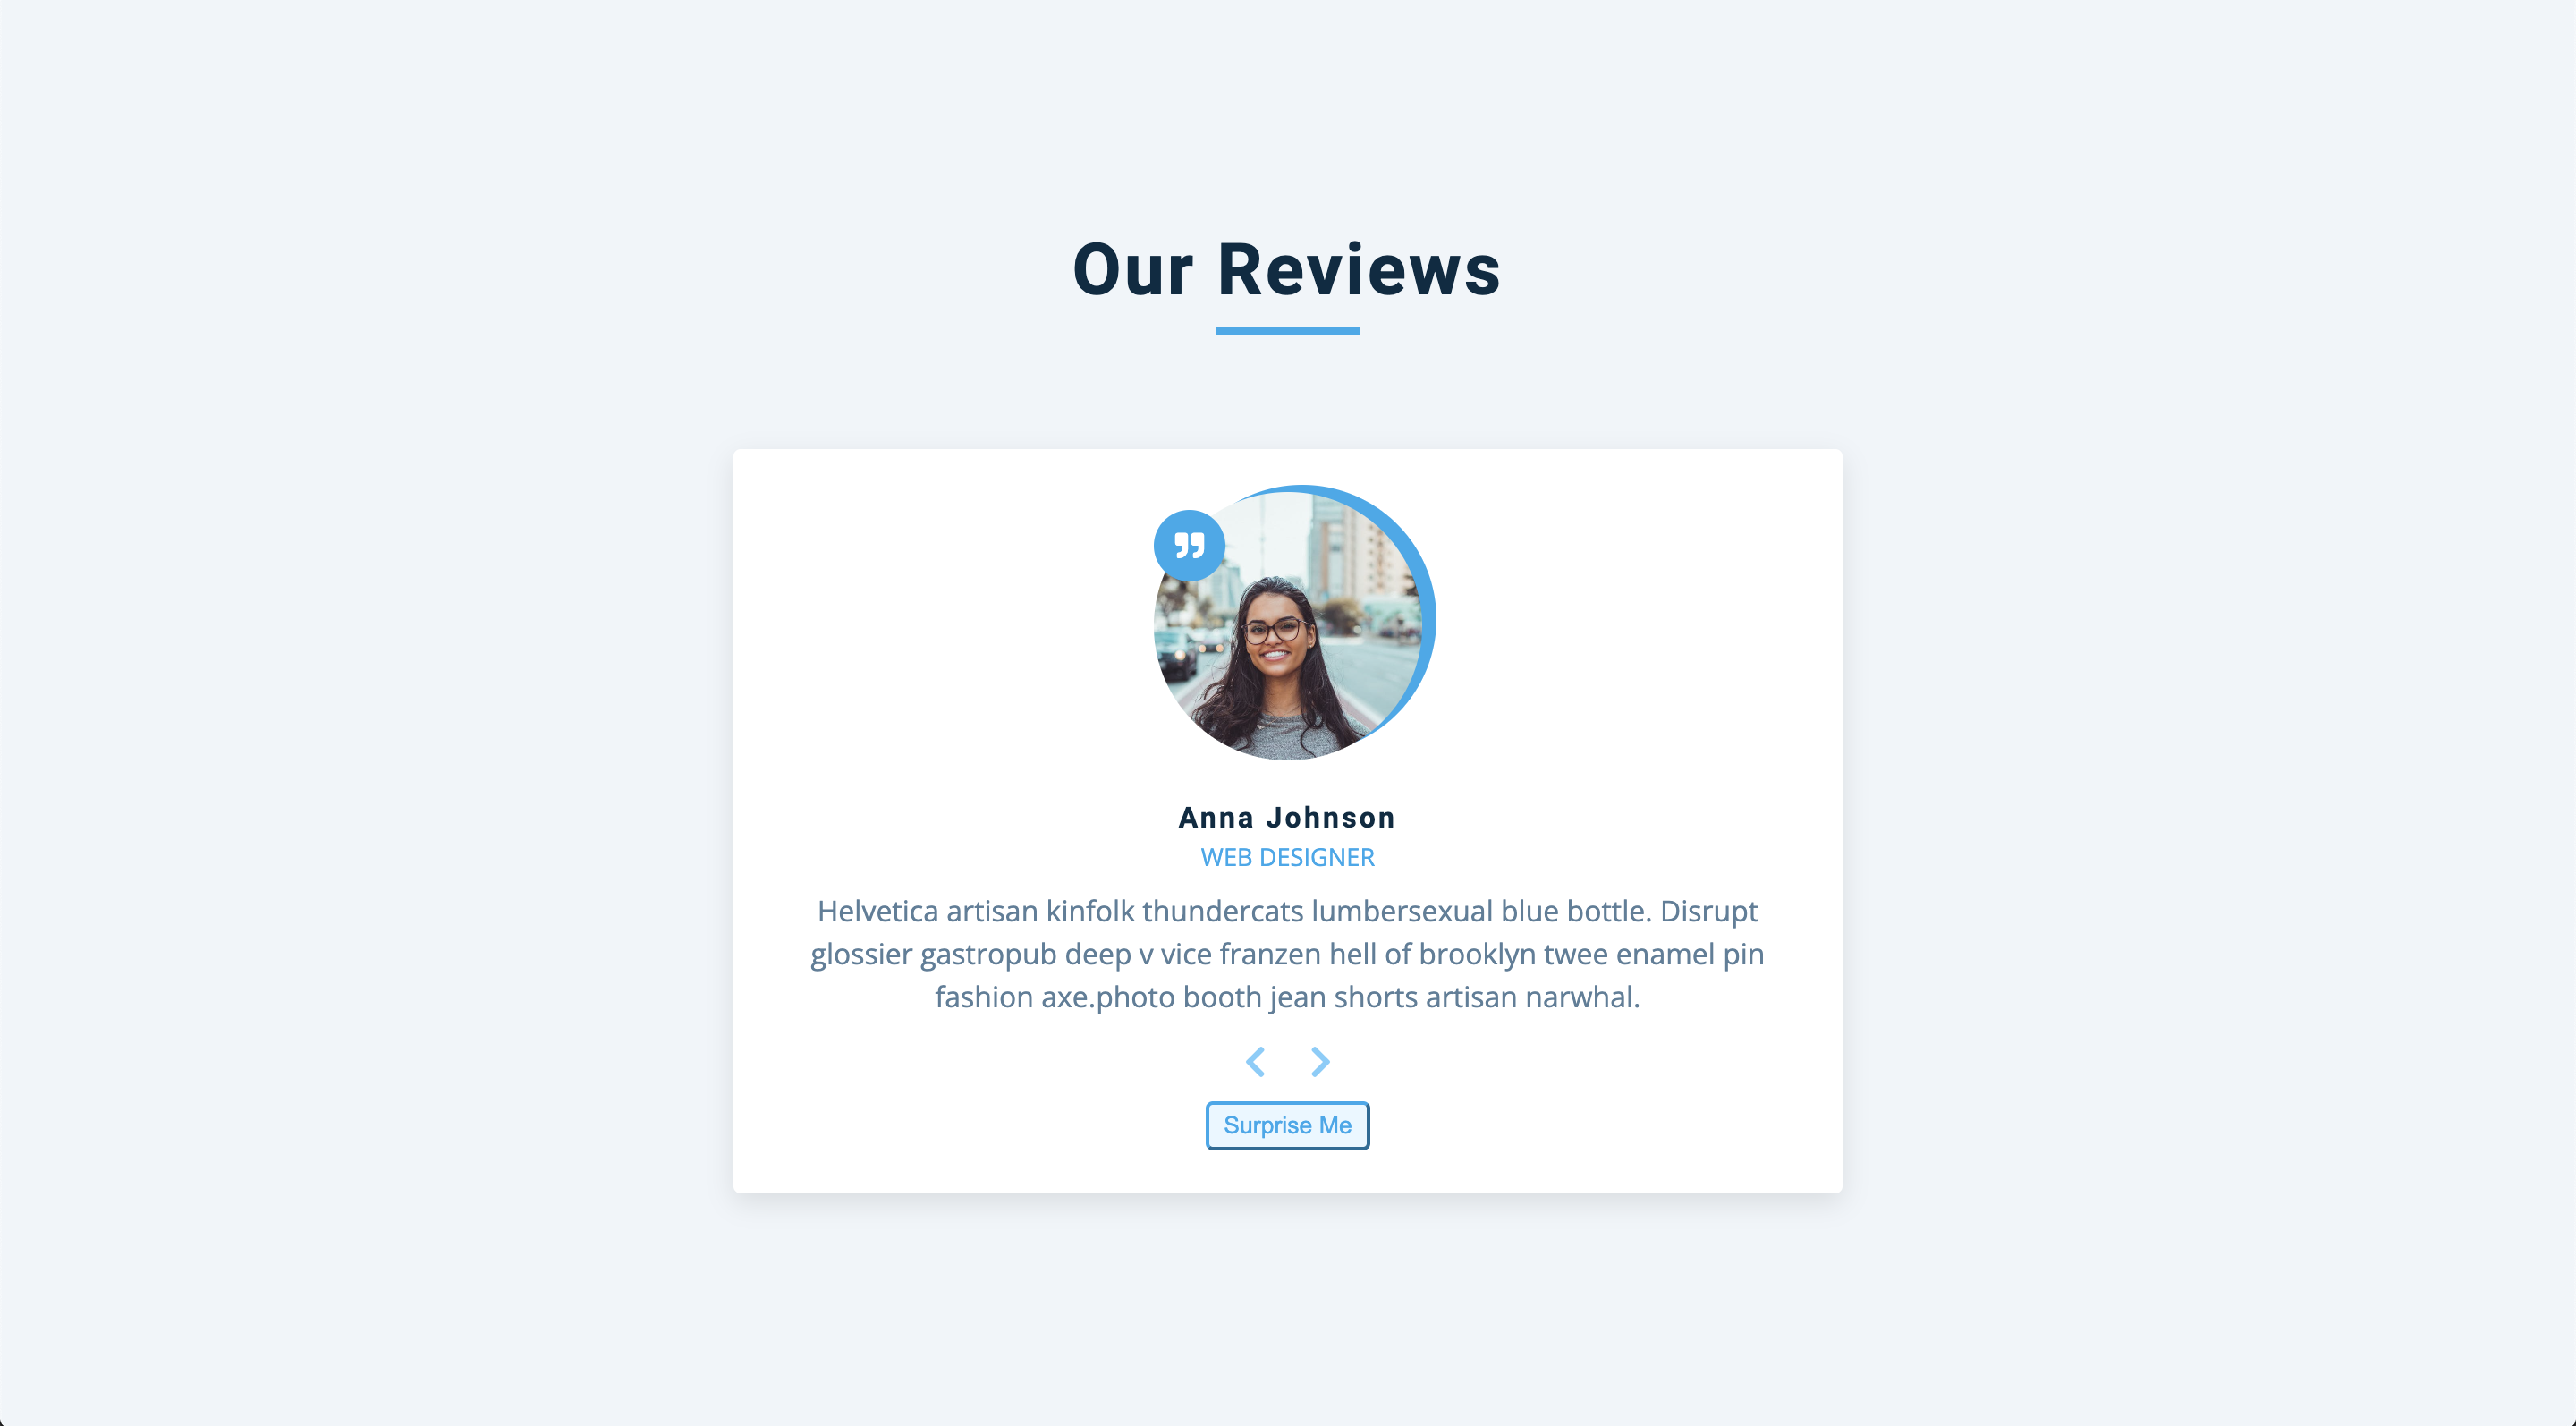 Our Reviews
Anna Johnson
WEB DESIGNER
Helvetica artisan kinfolk thundercats lumbersexual blue bottle. Disrupt
glossier gastropub deep v vice franzen hell of brooklyn twee enamel pin
fashion axe.photo booth jean shorts artisan narwhal.
Surprise Me